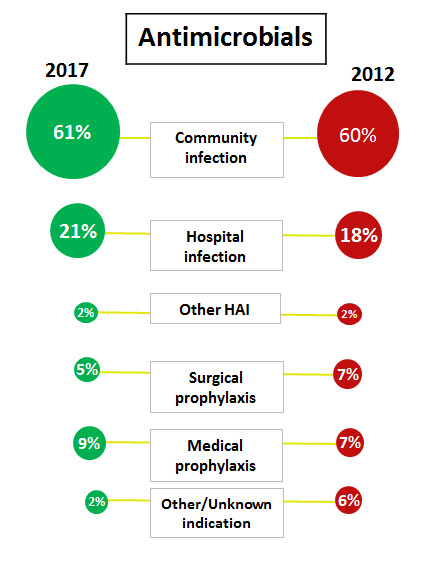 Antimicrobials
2017
2012
61%
Community
infection
60%
21%
Hospital
infection
18%
2%
Other HAI
2%
5%
Surgical
prophylaxis
7%
9%
Medical
prophylaxis
7%
2%
Other/Unknown
indication
6%